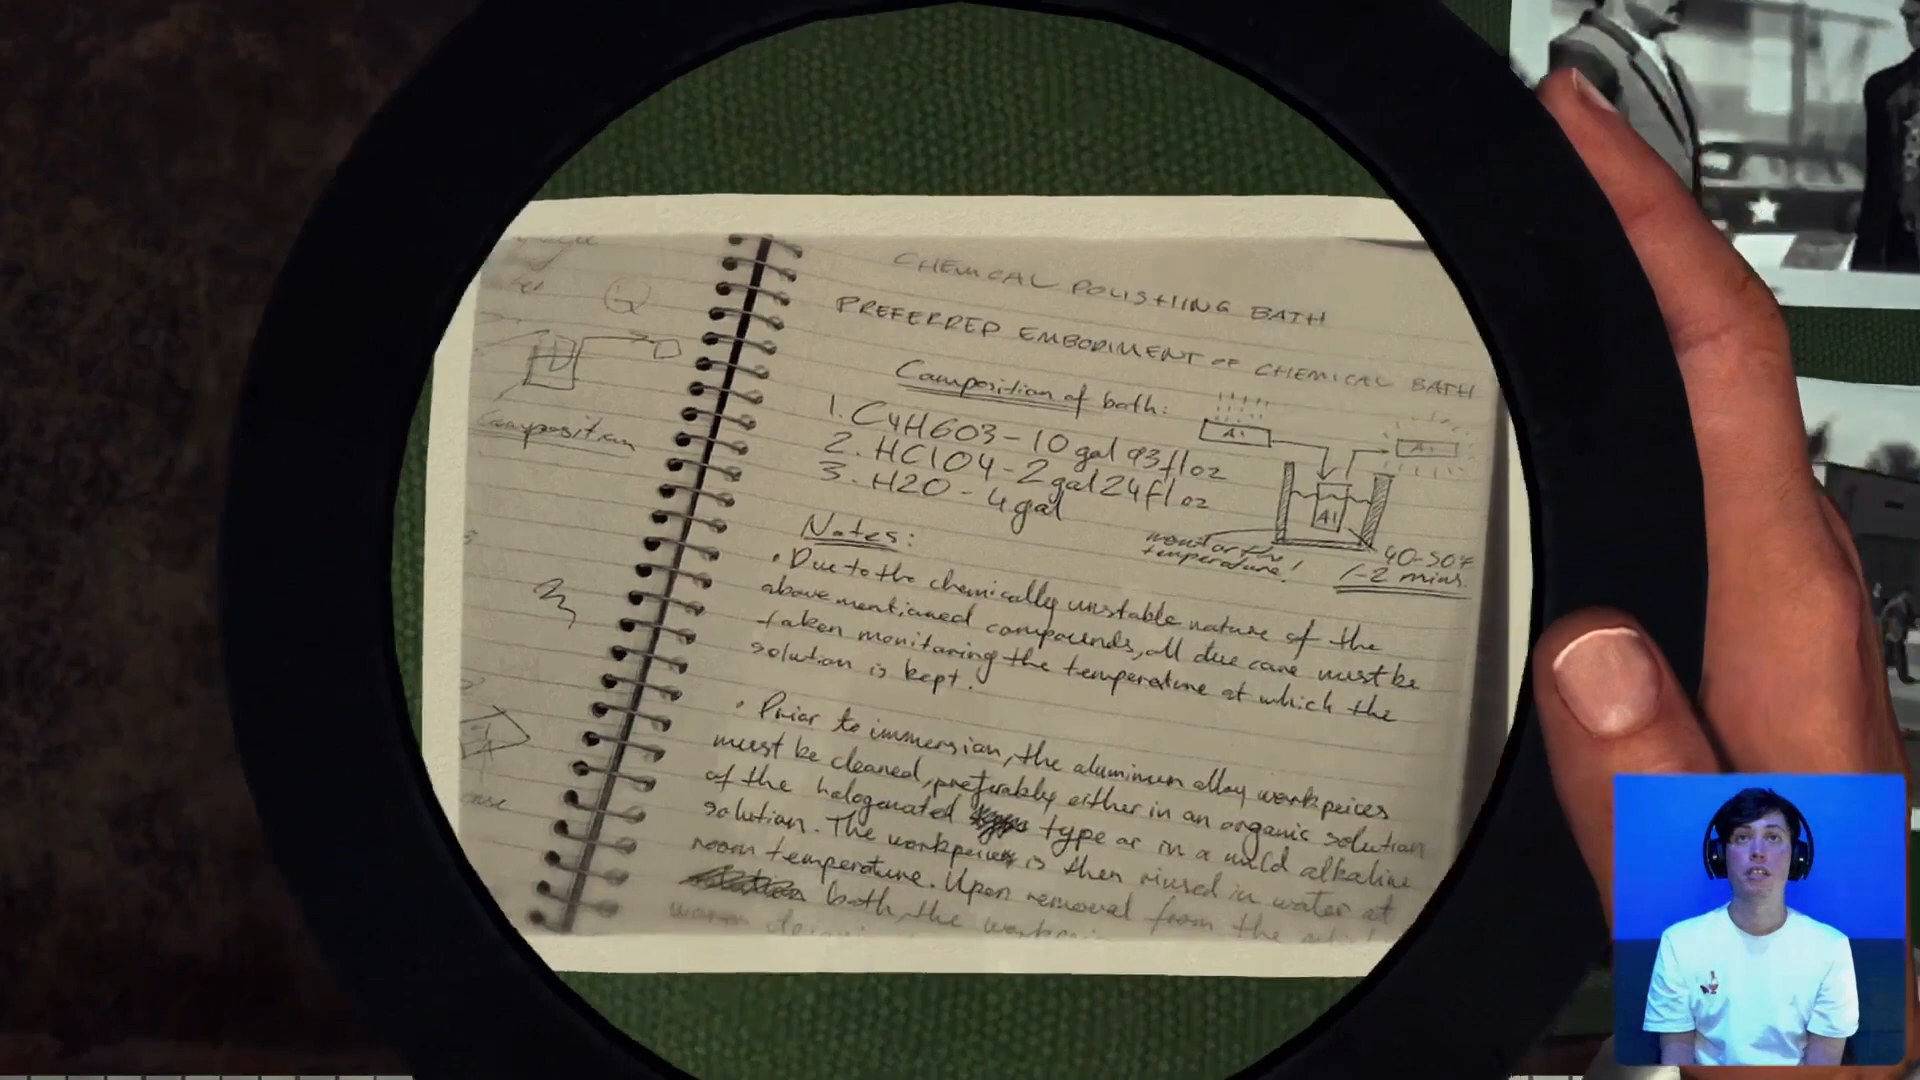 Composition
CHEMICAL POLISHING BATH
PREFERRED EMBODIMENT OF CHEMICAL BATH
Composition of bath:
1. C4H6O3 - 10 gal 93 fl oz
2. HClO4 - 2 gal 24 fl oz
3. H2O - 4 gal
Al
Al
Al
monitor the
temperature!
40-50°F
1-2 mins.
Notes:
• Due to the chemically unstable nature of the
above mentioned compounds, all due care must be
taken monitoring the temperature at which the
solution is kept.
• Prior to immersion, the aluminum alloy workpeices
must be cleaned, preferably either in an organic solution
of the halogenated type or in a mild alkaline
solution. The workpeices is then rinsed in water at
room temperature. Upon removal from the
bath, the